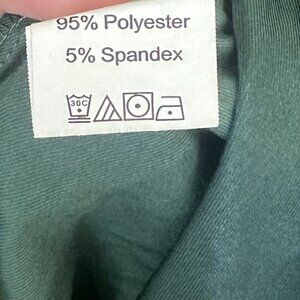 95% Polyester
5% Spandex
30C